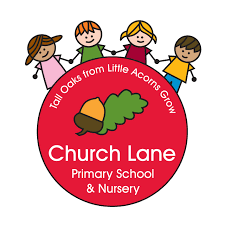 Tall Oaks from Little Acorns Grow
Church Lane
Primary School
& Nursery